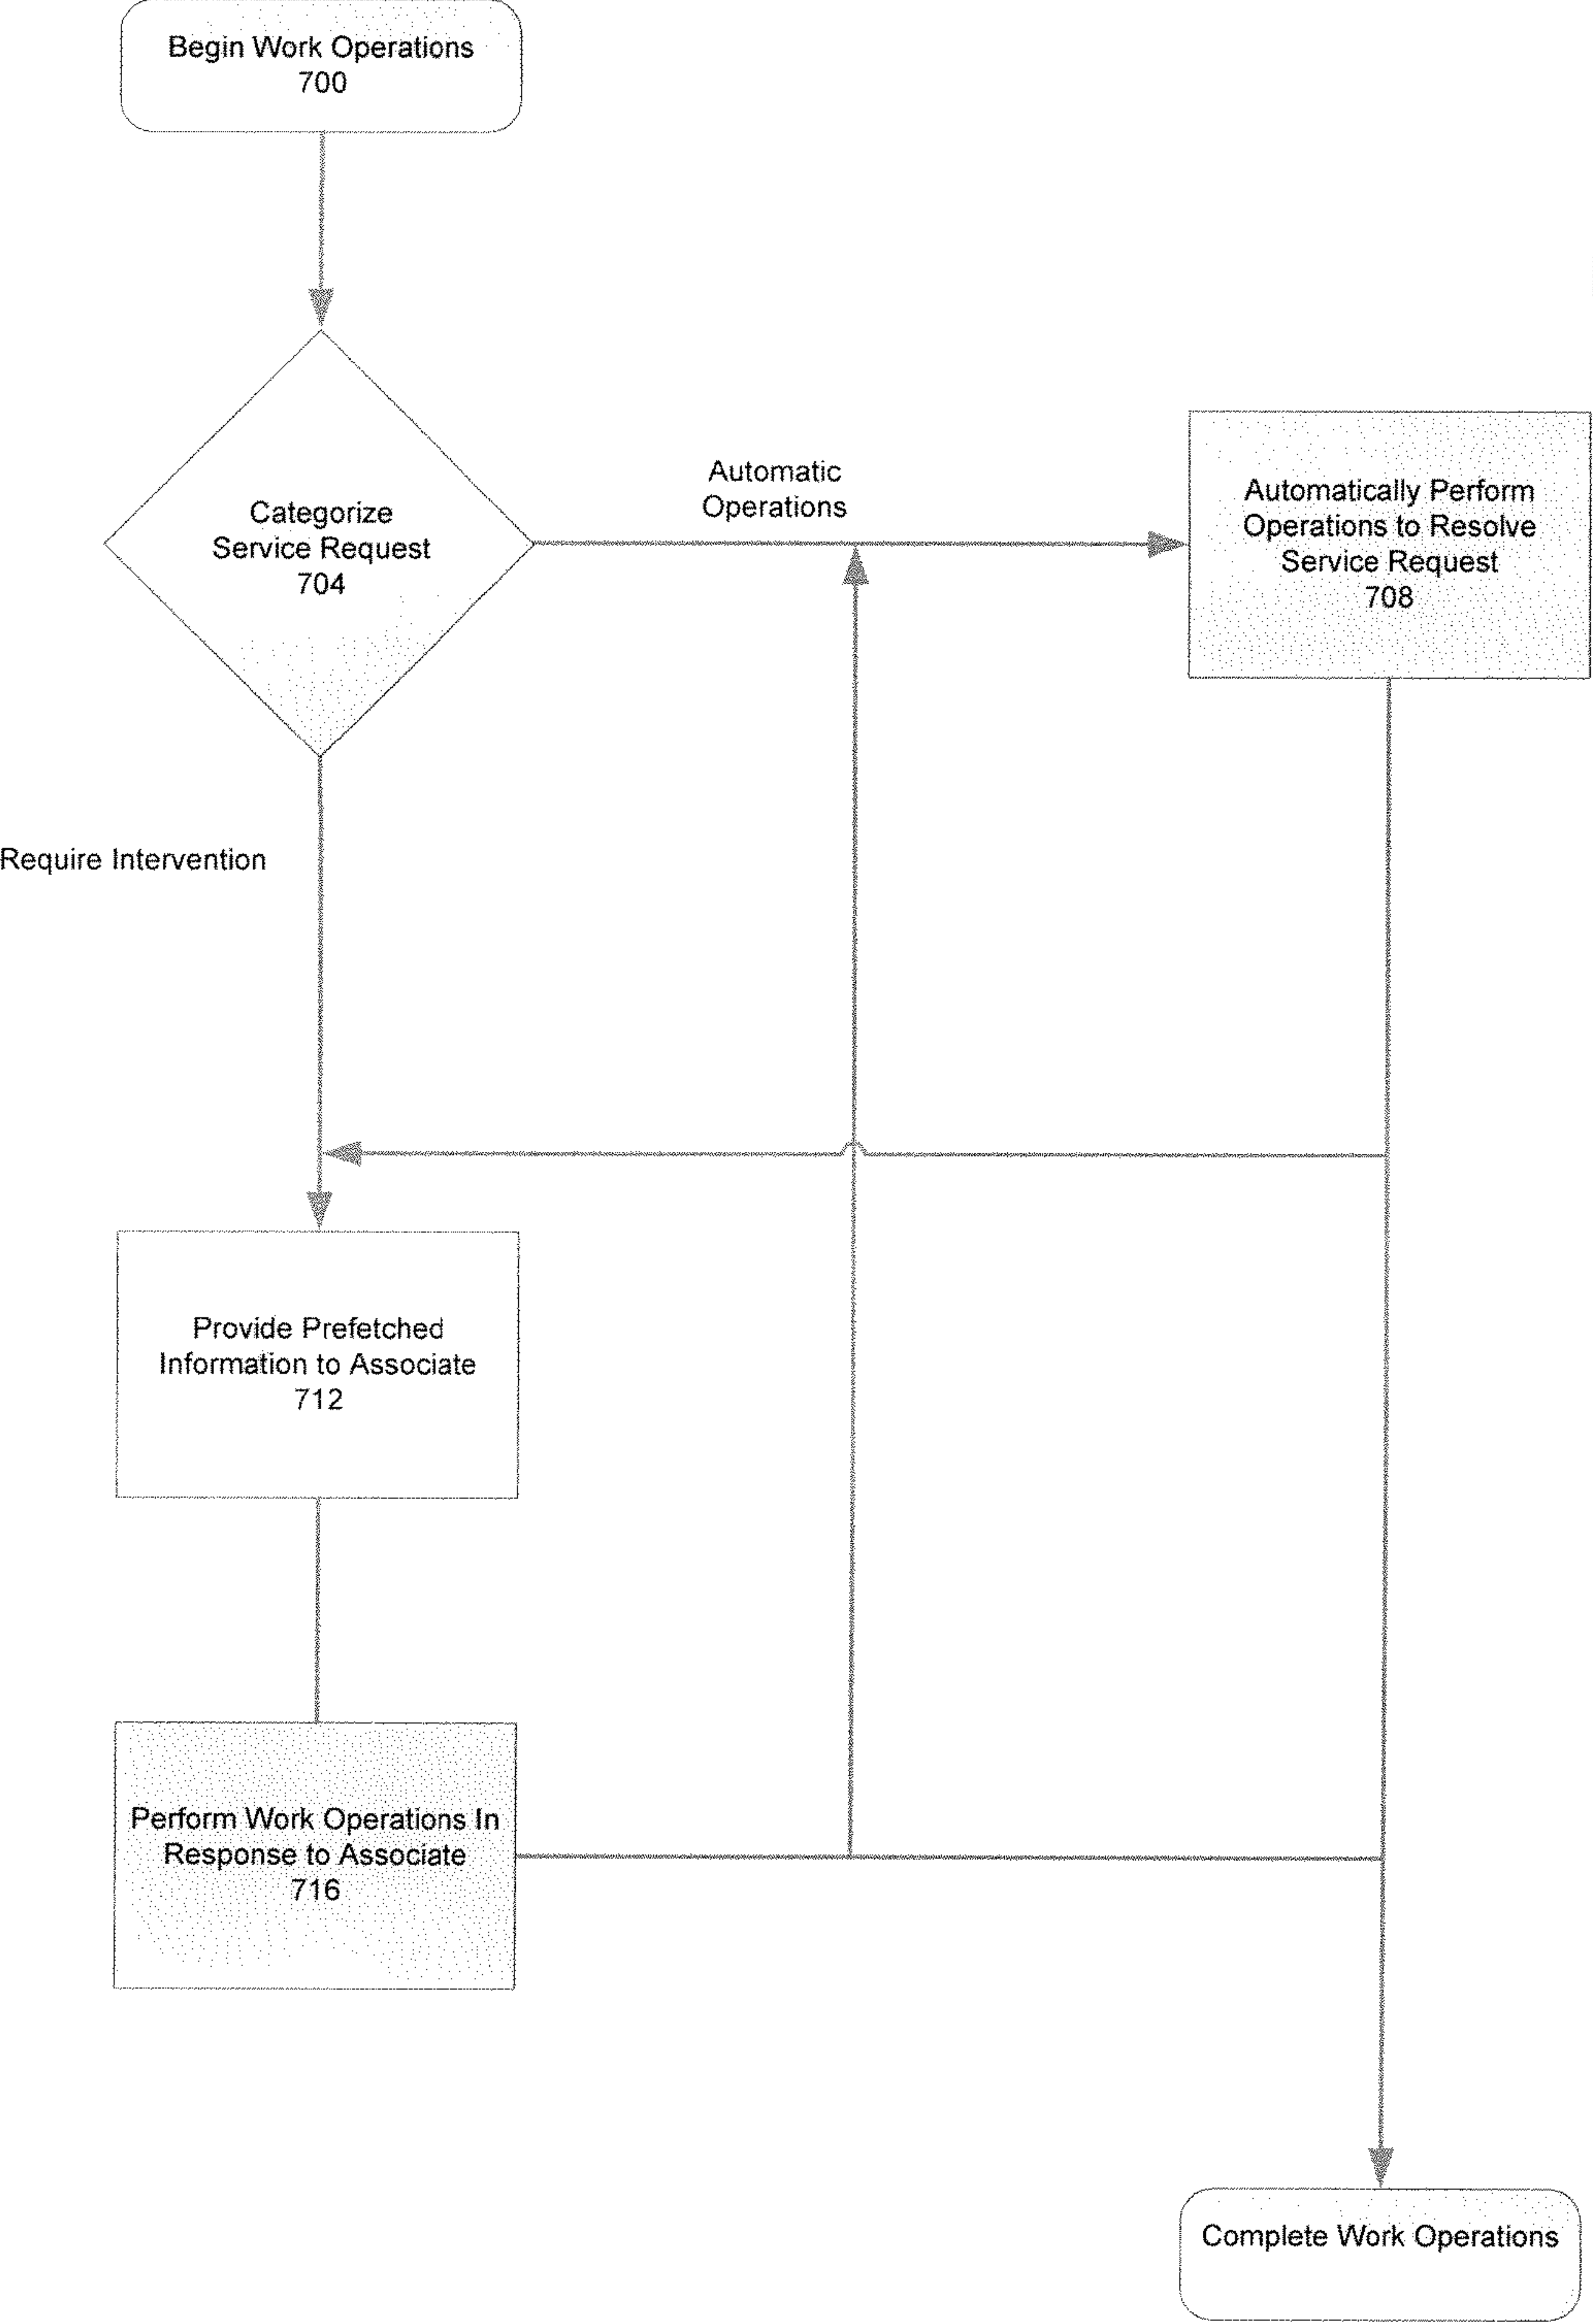 Begin Work Operations
700
Automatic
Operations
Categorize
Service Request
704
Automatically Perform
Operations to Resolve
Service Request
708
Require Intervention
Provide Prefetched
Information to Associate
712
Perform Work Operations In
Response to Associate
716
Complete Work Operations